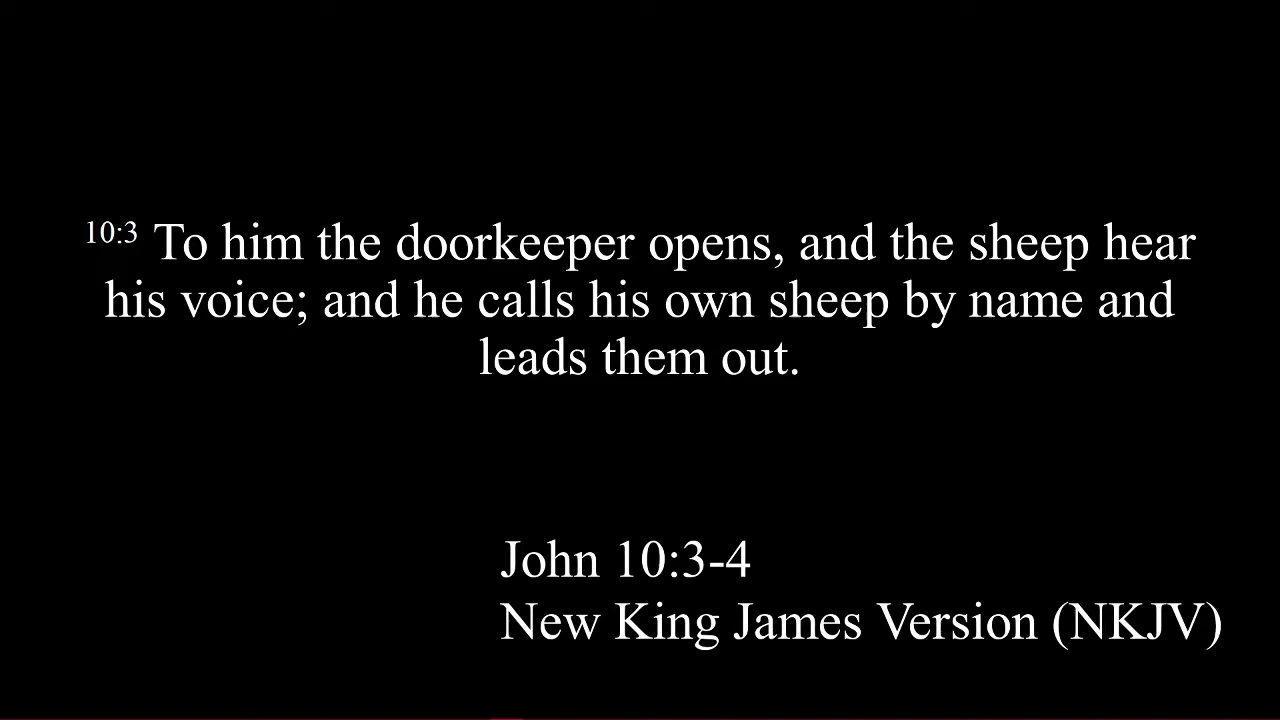 10:3 To him the doorkeeper opens, and the sheep hear
his voice; and he calls his own sheep by name and
leads them out.
John 10:3-4
New King James Version (NKJV)